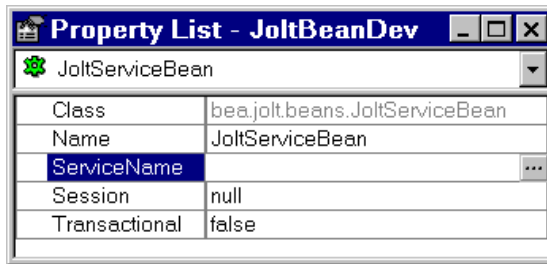 Property List - JoltBeanDev
JoltServiceBean
Class bea.jolt.beans.JoltServiceBean
Name JoltServiceBean
ServiceName ...
Session null
Transactional false